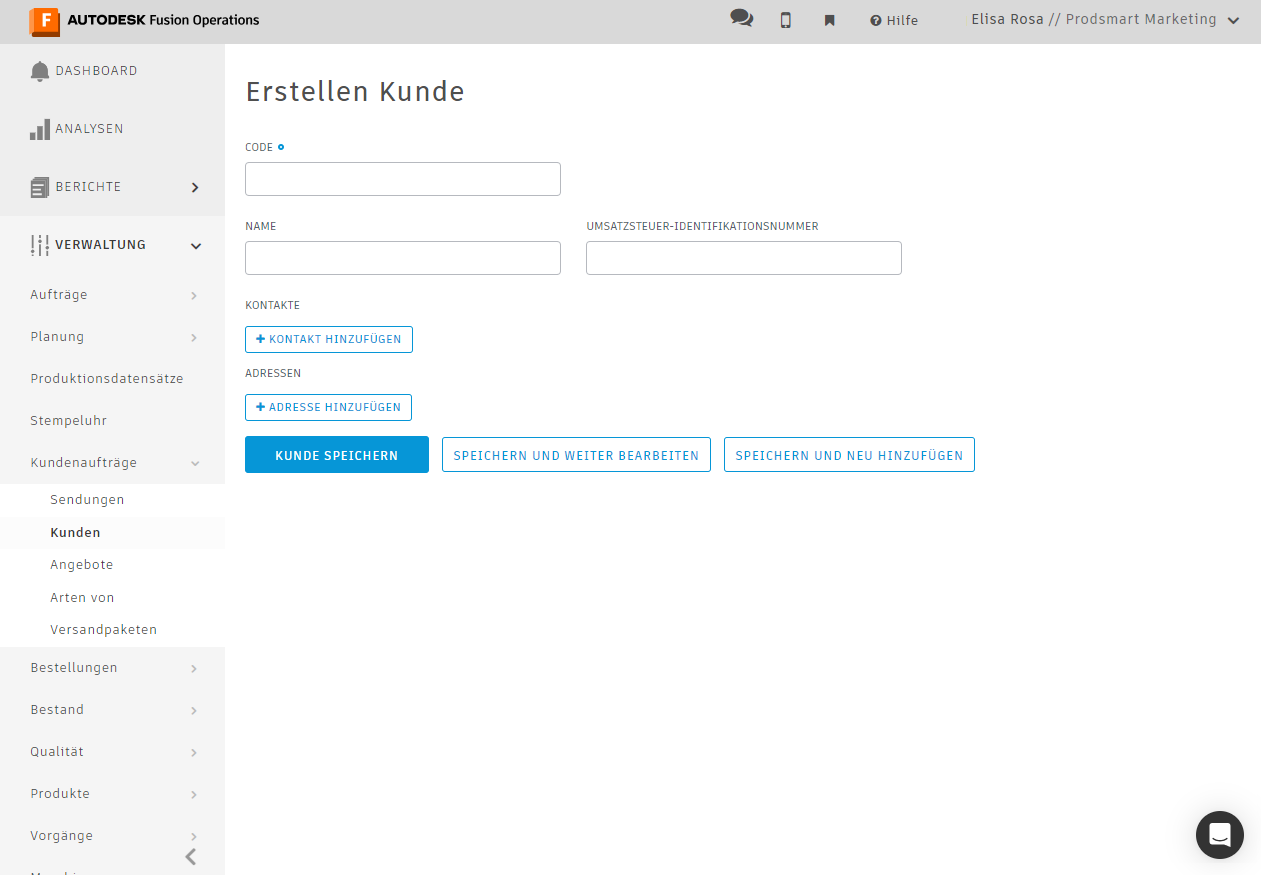 AUTODESK Fusion Operations
Hilfe
Elisa Rosa // Prodsmart Marketing
DASHBOARD
ANALYSEN
BERICHTE
VERWALTUNG
Aufträge
Planung
Produktionsdatensätze
Stempeluhr
Kundenaufträge
Sendungen
Kunden
Angebote
Arten von
Versandpaketen
Bestellungen
Bestand
Qualität
Produkte
Vorgänge
Erstellen Kunde
CODE
NAME
UMSATZSTEUER-IDENTIFIKATIONSNUMMER
KONTAKTE
+ KONTAKT HINZUFÜGEN
ADRESSEN
+ ADRESSE HINZUFÜGEN
KUNDE SPEICHERN
SPEICHERN UND WEITER BEARBEITEN
SPEICHERN UND NEU HINZUFÜGEN